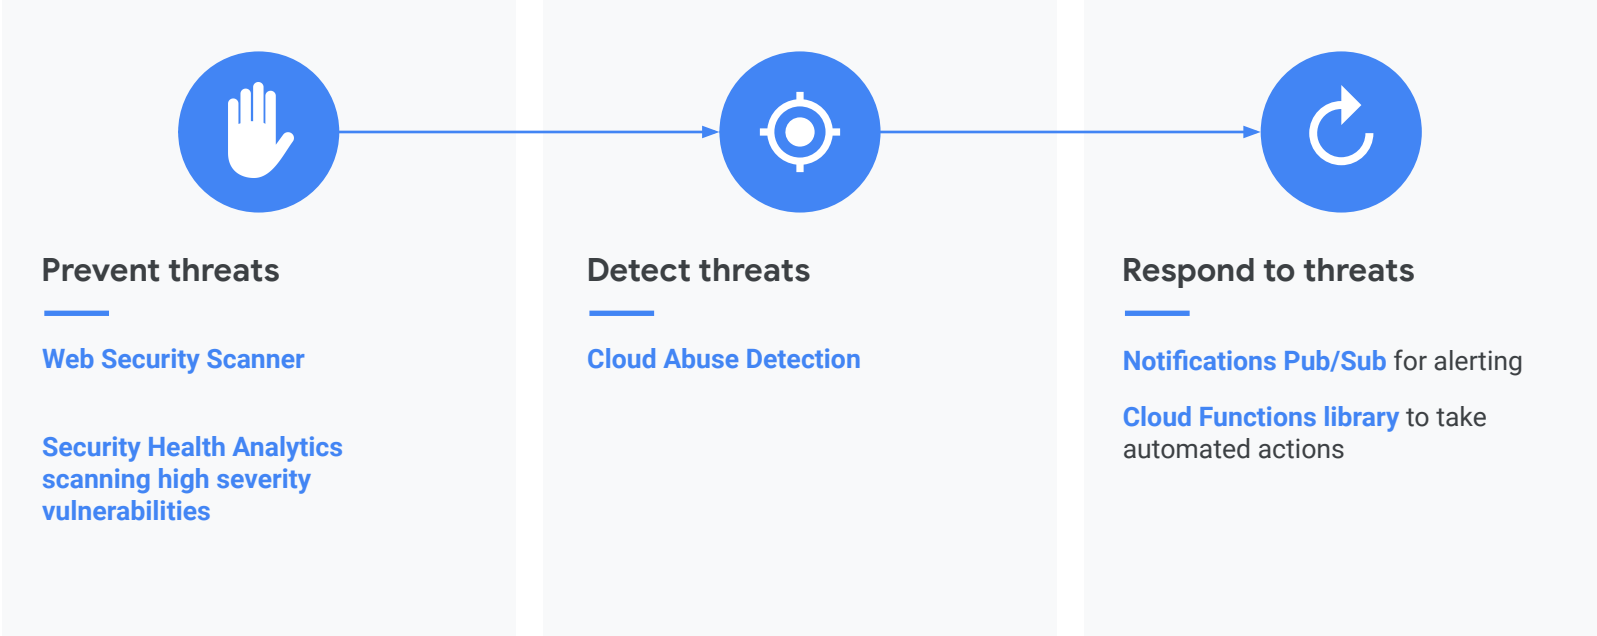 Prevent threats
Web Security Scanner
Security Health Analytics
scanning high severity
vulnerabilities
Detect threats
Cloud Abuse Detection
Respond to threats
Notifications Pub/Sub for alerting
Cloud Functions library to take
automated actions